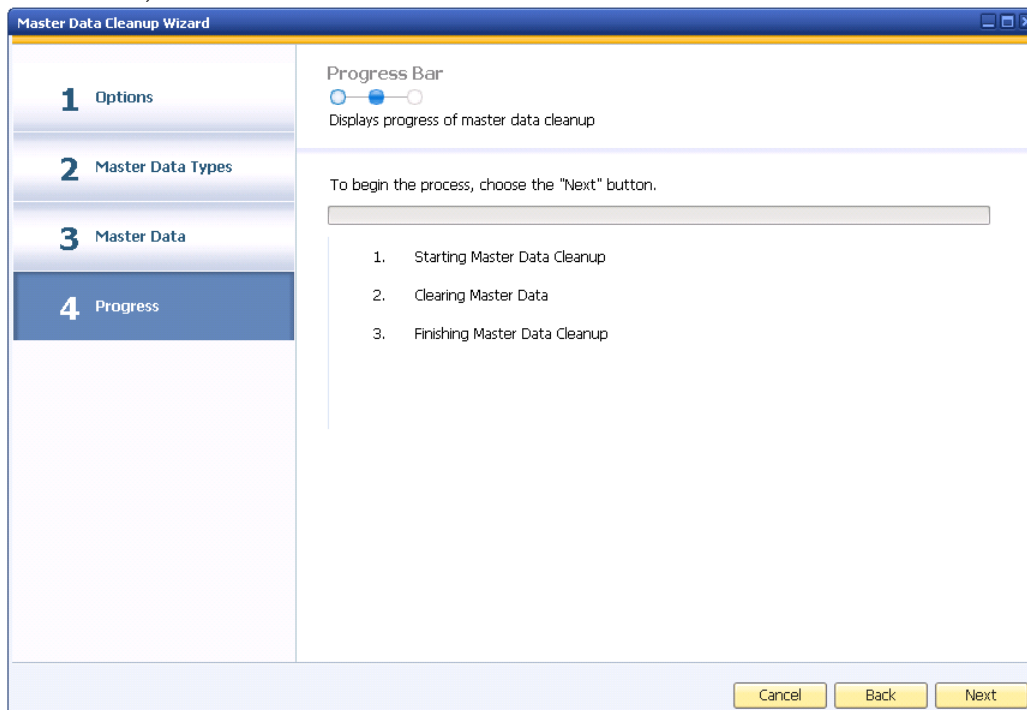 Master Data Cleanup Wizard
1 Options
2 Master Data Types
3 Master Data
4 Progress
Progress Bar
Displays progress of master data cleanup
To begin the process, choose the "Next" button.
1. Starting Master Data Cleanup
2. Clearing Master Data
3. Finishing Master Data Cleanup
Cancel Back Next